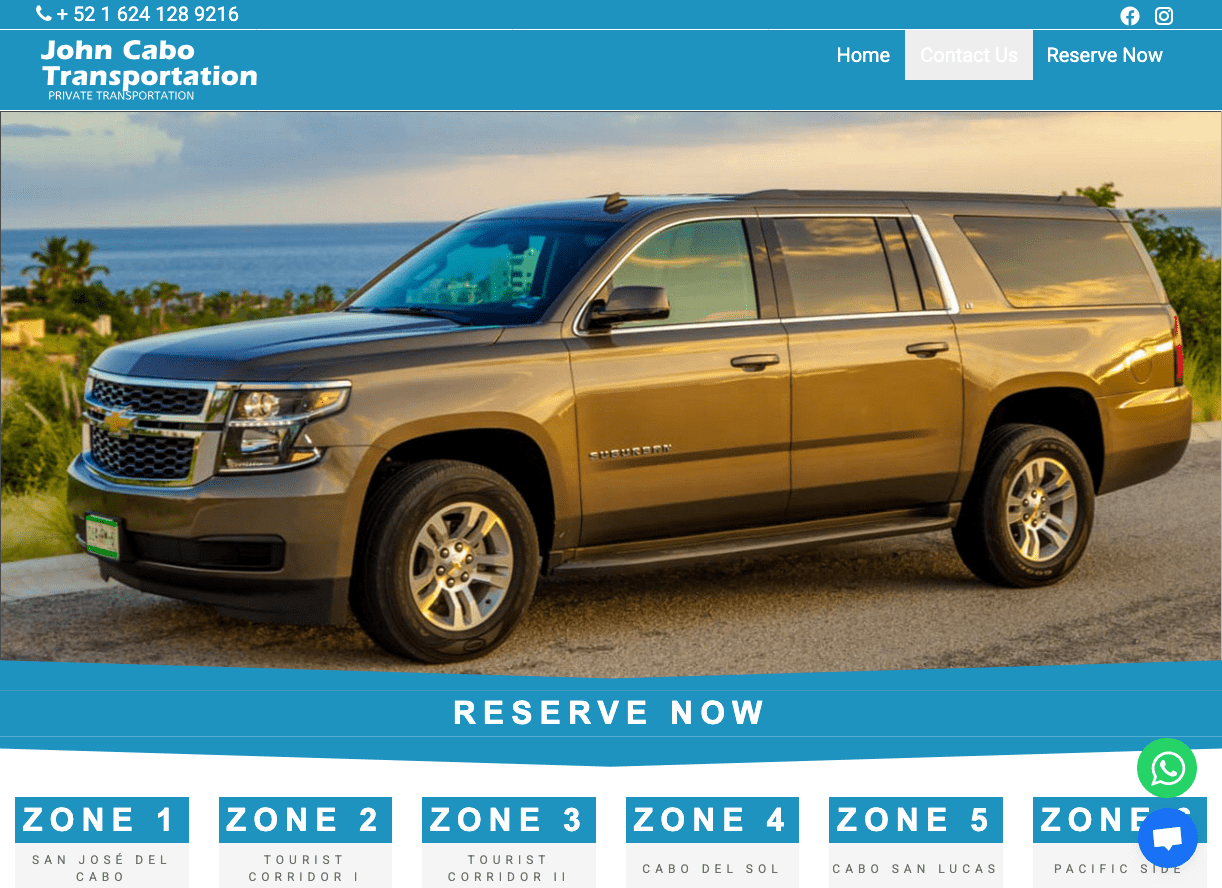 + 52 1 624 128 9216
John Cabo
Transportation
PRIVATE TRANSPORTATION
Home
Contact Us
Reserve Now
SUBURBAN
RESERVE NOW
ZONE 1
ZONE 2
ZONE 3
ZONE 4
ZONE 5
ZONE
SAN JOSÉ DEL
CABO
TOURIST
CORRIDOR I
TOURIST
CORRIDOR II
CABO DEL SOL
CABO SAN LUCAS
PACIFIC SIDE